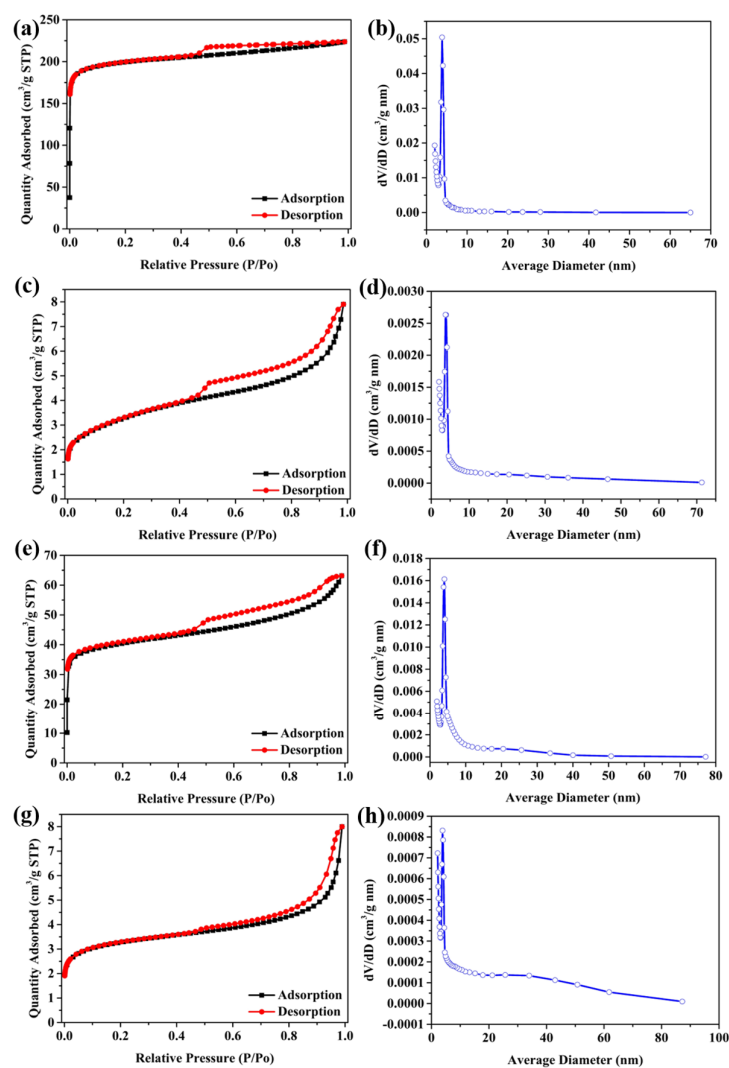 (a)
250
200
150
100
50
0
Quantity Adsorbed (cm³/g STP)
Adsorption
Desorption
0.0 0.2 0.4 0.6 0.8 1.0
Relative Pressure (P/Po)
(b)
0.05
0.04
0.03
0.02
0.01
0.00
dV/dD (cm³/g nm)
0 10 20 30 40 50 60 70
Average Diameter (nm)
(c)
8
7
6
5
4
3
2
1
0
Quantity Adsorbed (cm³/g STP)
Adsorption
Desorption
0.0 0.2 0.4 0.6 0.8 1.0
Relative Pressure (P/Po)
(d)
0.0030
0.0025
0.0020
0.0015
0.0010
0.0005
0.0000
dV/dD (cm³/g nm)
0 10 20 30 40 50 60 70
Average Diameter (nm)
(e)
70
60
50
40
30
20
10
0
Quantity Adsorbed (cm³/g STP)
Adsorption
Desorption
0.0 0.2 0.4 0.6 0.8 1.0
Relative Pressure (P/Po)
(f)
0.018
0.016
0.014
0.012
0.010
0.008
0.006
0.004
0.002
0.000
dV/dD (cm³/g nm)
0 10 20 30 40 50 60 70 80
Average Diameter (nm)
(g)
8
7
6
5
4
3
2
1
0
Quantity Adsorbed (cm³/g STP)
Adsorption
Desorption
0.0 0.2 0.4 0.6 0.8 1.0
Relative Pressure (P/Po)
(h)
0.0009
0.0008
0.0007
0.0006
0.0005
0.0004
0.0003
0.0002
0.0001
0.0000
-0.0001
dV/dD (cm³/g nm)
0 20 40 60 80 100
Average Diameter (nm)